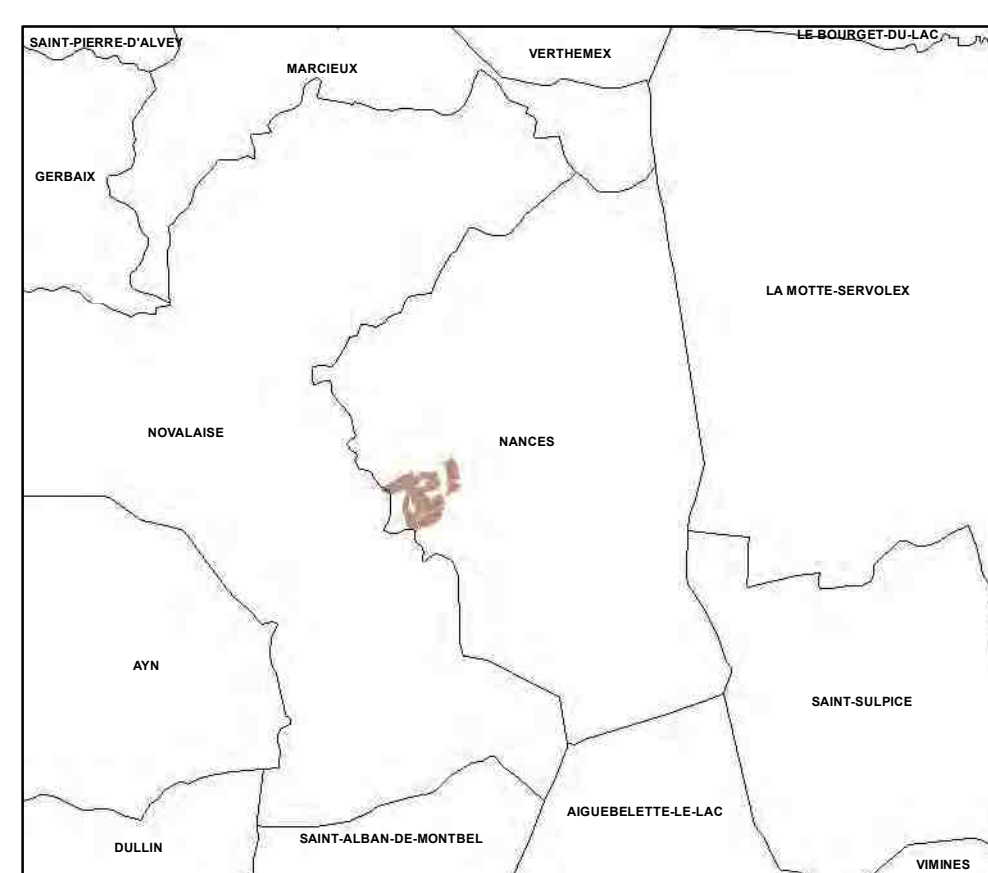 SAINT-PIERRE-D'ALVEY
LE BOURGET-DU-LAC
VERTHEMEX
MARCIEUX
GERBAIX
LA MOTTE-SERVOLEX
NOVALAISE
NANCES
AYN
SAINT-SULPICE
AIGUEBELETTE-LE-LAC
SAINT-ALBAN-DE-MONTBEL
DULLIN
VIMINES